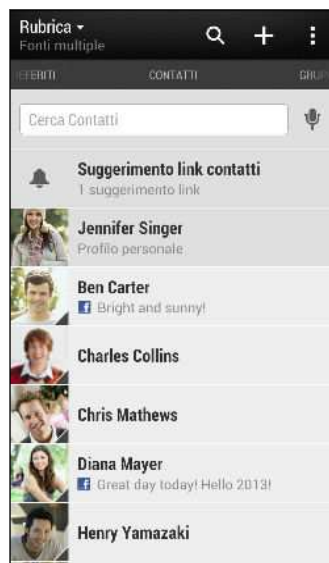 Rubrica
Fonti multiple
CONTATTI
Cerca Contatti
Suggerimento link contatti
1 suggerimento link
Jennifer Singer
Profilo personale
Ben Carter
Bright and sunny!
Charles Collins
Chris Mathews
Diana Mayer
Great day today! Hello 2013!
Henry Yamazaki